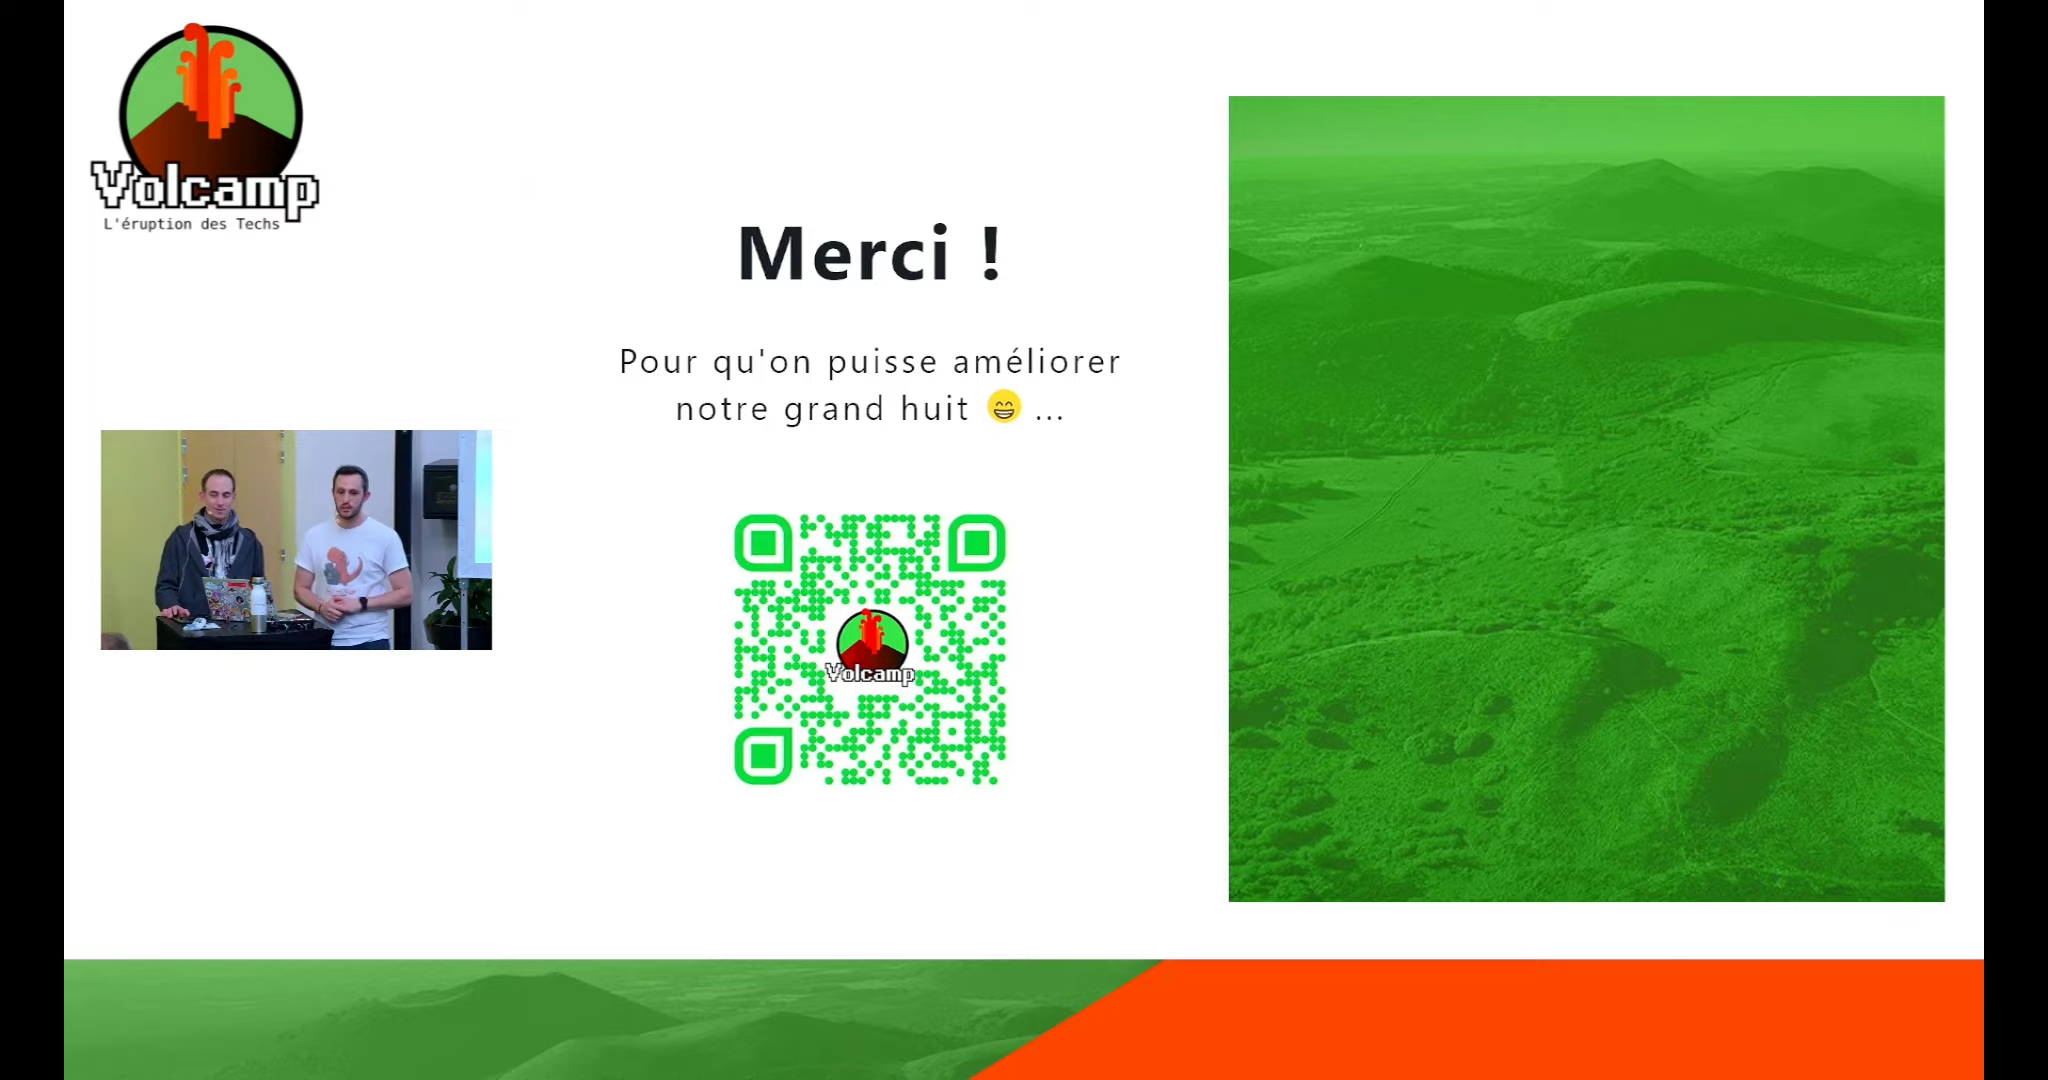 Volcamp
L'éruption des Techs
Merci !
Pour qu'on puisse améliorer
notre grand huit 😁 ...
Volcamp